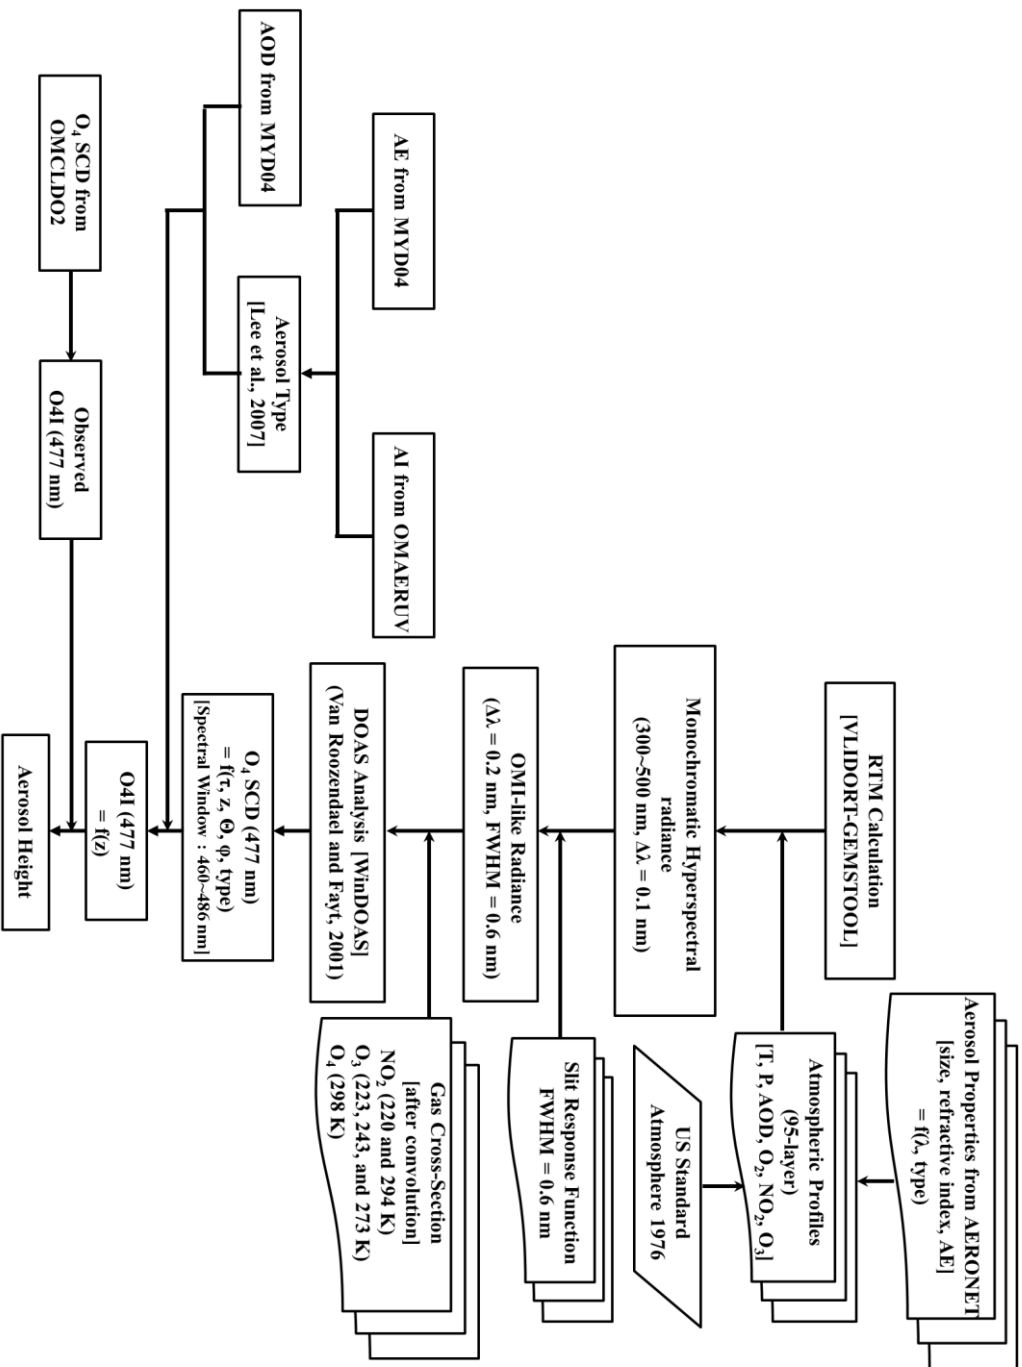 RTM Calculation
[VLIDORT-GEMSTOOL]
Aerosol Properties from AERONET
[size, refractive index, AE]
= f(λ, type)
Atmospheric Profiles
(95-layer)
[T, P, AOD, O₂, NO₂, O₃]
US Standard
Atmosphere 1976
Monochromatic Hyperspectral
radiance
(300~500 nm, Δλ = 0.1 nm)
Slit Response Function
FWHM = 0.6 nm
OMI-like Radiance
(Δλ = 0.2 nm, FWHM = 0.6 nm)
Gas Cross-Section
[after convolution]
NO₂ (220 and 294 K)
O₃ (223, 243, and 273 K)
O₄ (298 K)
DOAS Analysis [WinDOAS]
(Van Roozendael and Fayt, 2001)
AE from MYD04
AI from OMAERUV
AOD from MYD04
Aerosol Type
[Lee et al., 2007]
O₄ SCD (477 nm)
= f(τ, z, Θ, φ, type)
[Spectral Window : 460~486 nm]
O₄ SCD from
OMCLDO2
Observed
O4I (477 nm)
O4I (477 nm)
= f(z)
Aerosol Height